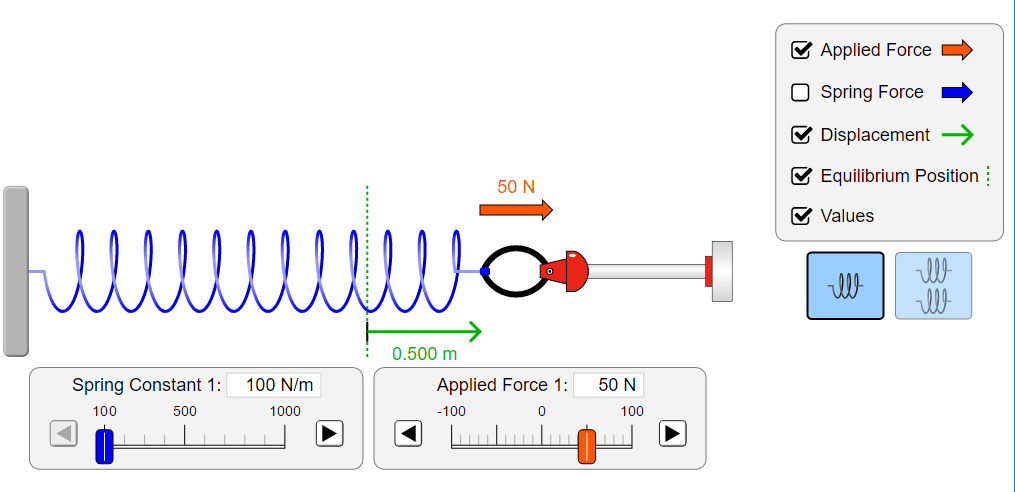 Applied Force
Spring Force
Displacement
Equilibrium Position
Values
50 N
0.500 m
Spring Constant 1: 100 N/m
100 500 1000
Applied Force 1: 50 N
-100 0 100